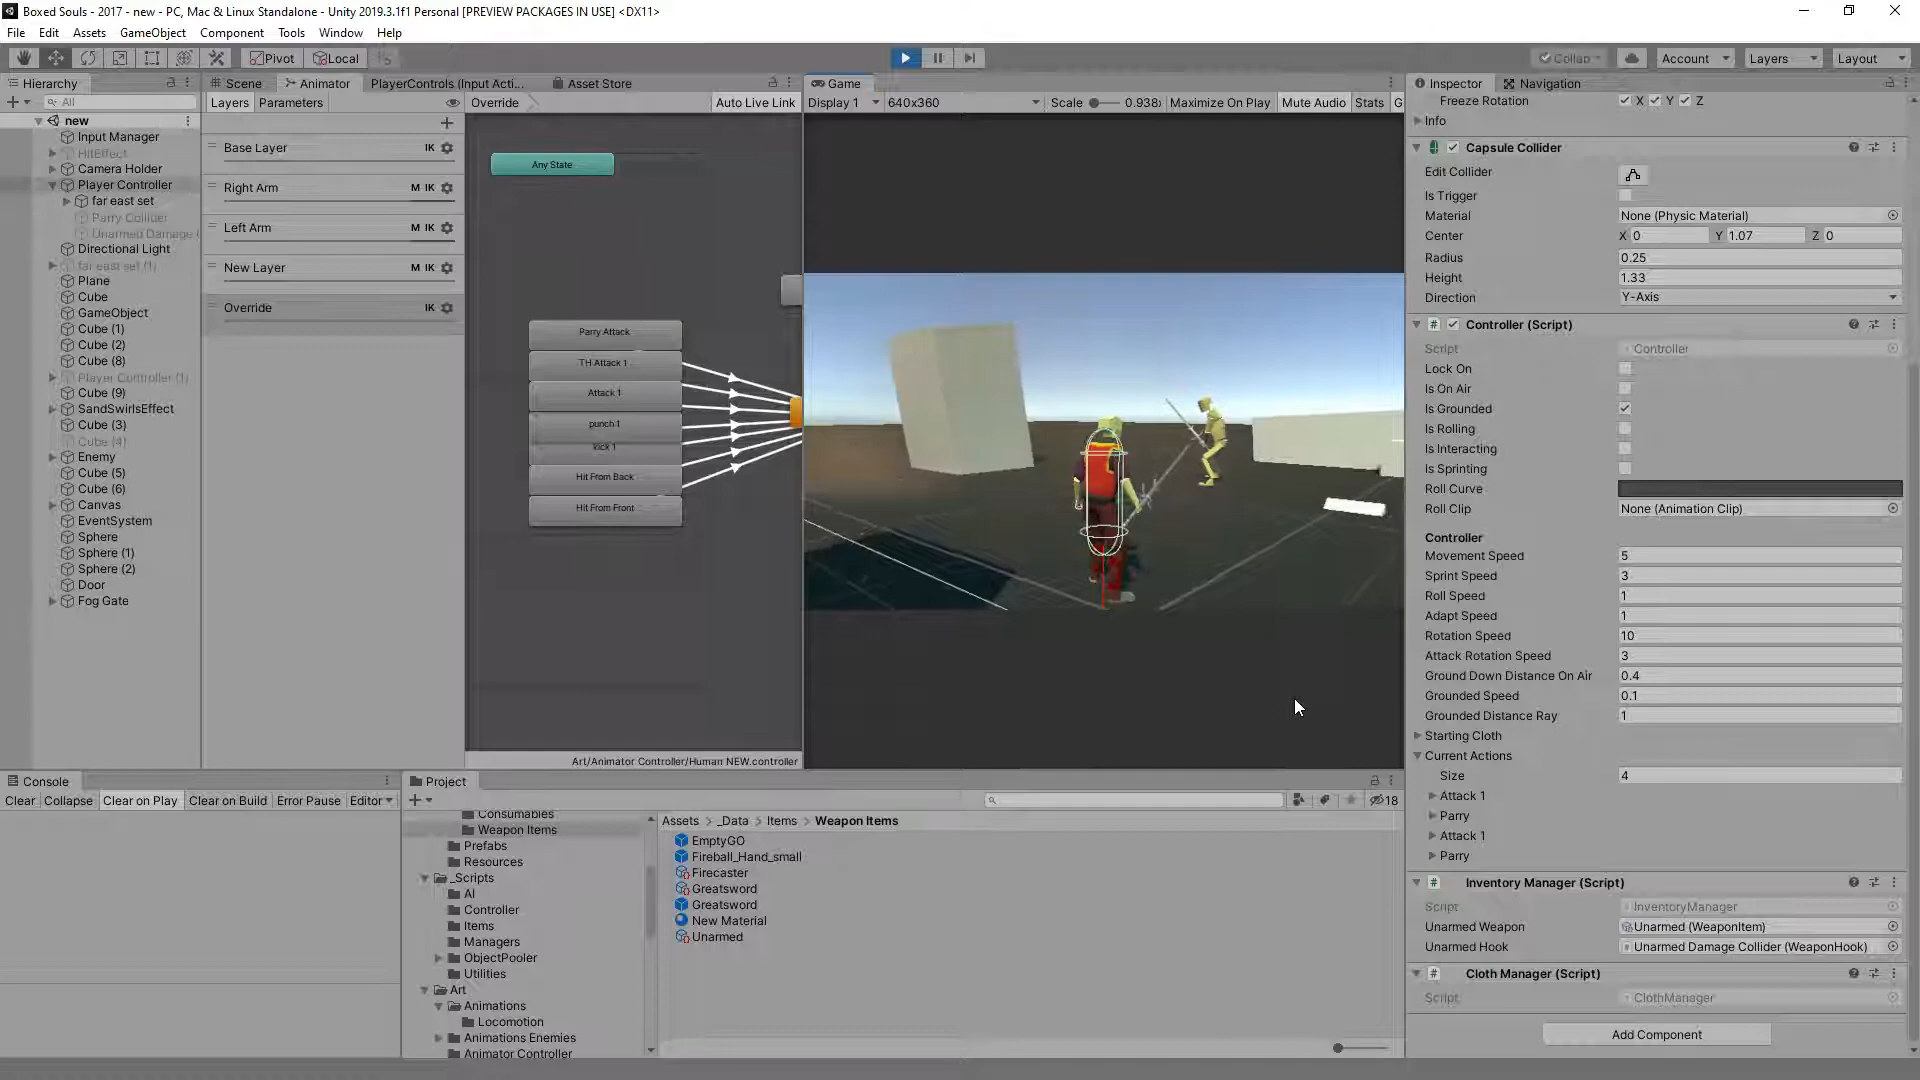 Boxed Souls - 2017 - new - PC, Mac & Linux Standalone - Unity 2019.3.1f1 Personal [PREVIEW PACKAGES IN USE] <DX11>
File Edit Assets GameObject Component Tools Window Help
Pivot Local Collab Account Layers Layout
Hierarchy
All
new
Input Manager
HitEffect
Camera Holder
Player Controller
far east set
Parry Collider
Unarmed Damage
Directional Light
far east set (1)
Plane
Cube
GameObject
Cube (1)
Cube (2)
Cube (8)
Player Controller (1)
Cube (9)
SandSwirlsEffect
Cube (3)
Cube (4)
Enemy
Cube (5)
Cube (6)
Canvas
EventSystem
Sphere
Sphere (1)
Sphere (2)
Door
Fog Gate
Scene Animator PlayerControls (Input Acti... Asset Store
Layers Parameters Override Auto Live Link
Base Layer IK
Right Arm M IK
Left Arm M IK
New Layer M IK
Override IK
Any State
Parry Attack
TH Attack 1
Attack 1
punch 1
kick 1
Hit From Back
Hit From Front
Art/Animator Controller/Human NEW.controller
Game
Display 1 640x360 Scale 0.938x Maximize On Play Mute Audio Stats G
Inspector Navigation
Freeze Rotation X Y Z
Info
Capsule Collider
Edit Collider
Is Trigger
Material None (Physic Material)
Center X 0 Y 1.07 Z 0
Radius 0.25
Height 1.33
Direction Y-Axis
# Controller (Script)
Script Controller
Lock On
Is On Air
Is Grounded
Is Rolling
Is Interacting
Is Sprinting
Roll Curve
Roll Clip None (Animation Clip)
Controller
Movement Speed 5
Sprint Speed 3
Roll Speed 1
Adapt Speed 1
Rotation Speed 10
Attack Rotation Speed 3
Ground Down Distance On Air 0.4
Grounded Speed 0.1
Grounded Distance Ray 1
Starting Cloth
Current Actions
Size 4
Attack 1
Parry
Attack 1
Parry
# Inventory Manager (Script)
Script InventoryManager
Unarmed Weapon Unarmed (WeaponItem)
Unarmed Hook Unarmed Damage Collider (WeaponHook)
# Cloth Manager (Script)
Script ClothManager
Add Component
Console
Clear Collapse Clear on Play Clear on Build Error Pause Editor
Project
18
Consumables
Weapon Items
Prefabs
Resources
_Scripts
AI
Controller
Items
Managers
ObjectPooler
Utilities
Art
Animations
Locomotion
Animations Enemies
Animator Controller
Assets > _Data > Items > Weapon Items
EmptyGO
Fireball_Hand_small
Firecaster
Greatsword
Greatsword
New Material
Unarmed